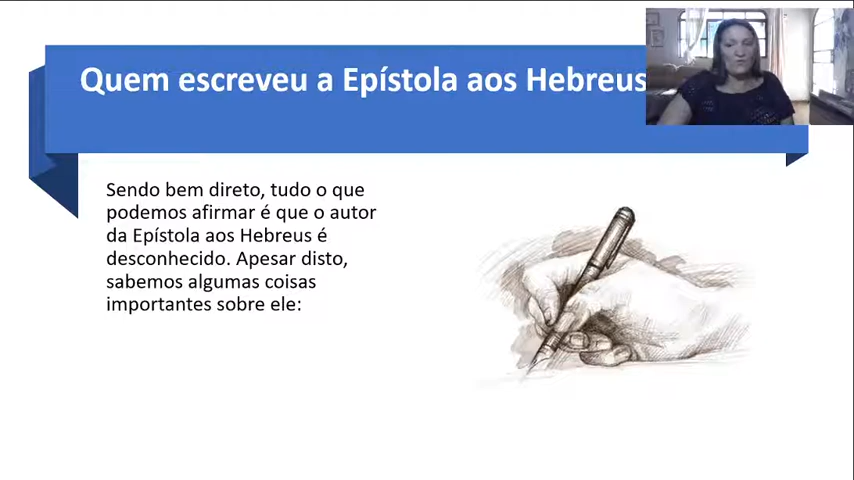 Quem escreveu a Epístola aos Hebreus
Sendo bem direto, tudo o que
podemos afirmar é que o autor
da Epístola aos Hebreus é
desconhecido. Apesar disto,
sabemos algumas coisas
importantes sobre ele: